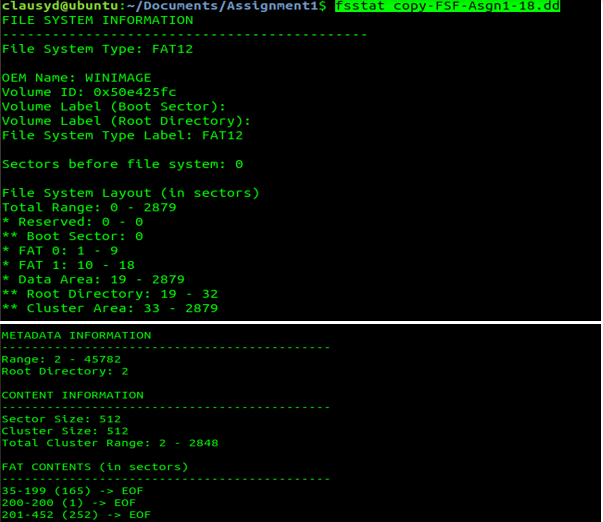 clausyd@ubuntu:~/Documents/Assignment1$ fsstat copy-FSF-Asgn1-18.dd
FILE SYSTEM INFORMATION
--------------------------------------------
File System Type: FAT12
OEM Name: WINIMAGE
Volume ID: 0x50e425fc
Volume Label (Boot Sector):
Volume Label (Root Directory):
File System Type Label: FAT12
Sectors before file system: 0
File System Layout (in sectors)
Total Range: 0 - 2879
* Reserved: 0 - 0
** Boot Sector: 0
* FAT 0: 1 - 9
* FAT 1: 10 - 18
* Data Area: 19 - 2879
** Root Directory: 19 - 32
** Cluster Area: 33 - 2879
METADATA INFORMATION
--------------------------------------------
Range: 2 - 45782
Root Directory: 2
CONTENT INFORMATION
--------------------------------------------
Sector Size: 512
Cluster Size: 512
Total Cluster Range: 2 - 2848
FAT CONTENTS (in sectors)
--------------------------------------------
35-199 (165) -> EOF
200-200 (1) -> EOF
201-452 (252) -> EOF